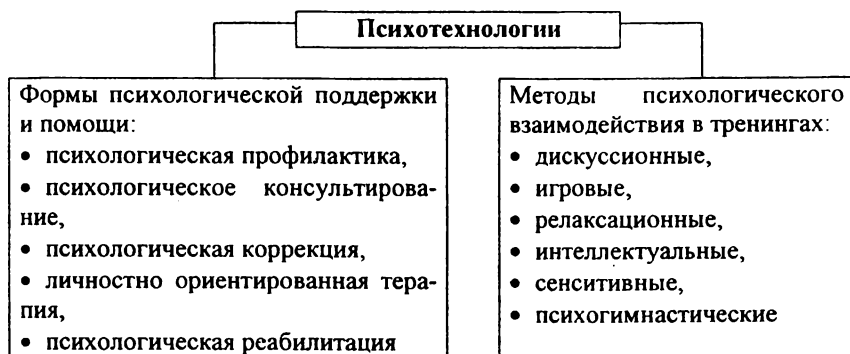 Психотехнологии
Формы психологической поддержки
и помощи:
• психологическая профилактика,
• психологическое консультирова-
ние,
• психологическая коррекция,
• личностно ориентированная тера-
пия,
• психологическая реабилитация
Методы психологического
взаимодействия в тренингах:
• дискуссионные,
• игровые,
• релаксационные,
• интеллектуальные,
• сенситивные,
• психогимнастические